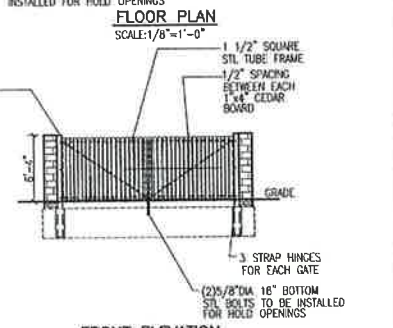 INSTALLED FOR HOLD OPENINGS
FLOOR PLAN
SCALE:1/8"=1'-0"
1 1/2" SQUARE
STL TUBE FRAME
1/2" SPACING
BETWEEN EACH
1"x4" CEDAR
BOARD
6'-4"
GRADE
3 STRAP HINGES
FOR EACH GATE
(2)5/8"DIA 18" BOTTOM
STL BOLTS TO BE INSTALLED
FOR HOLD OPENINGS
FRONT ELEVATION